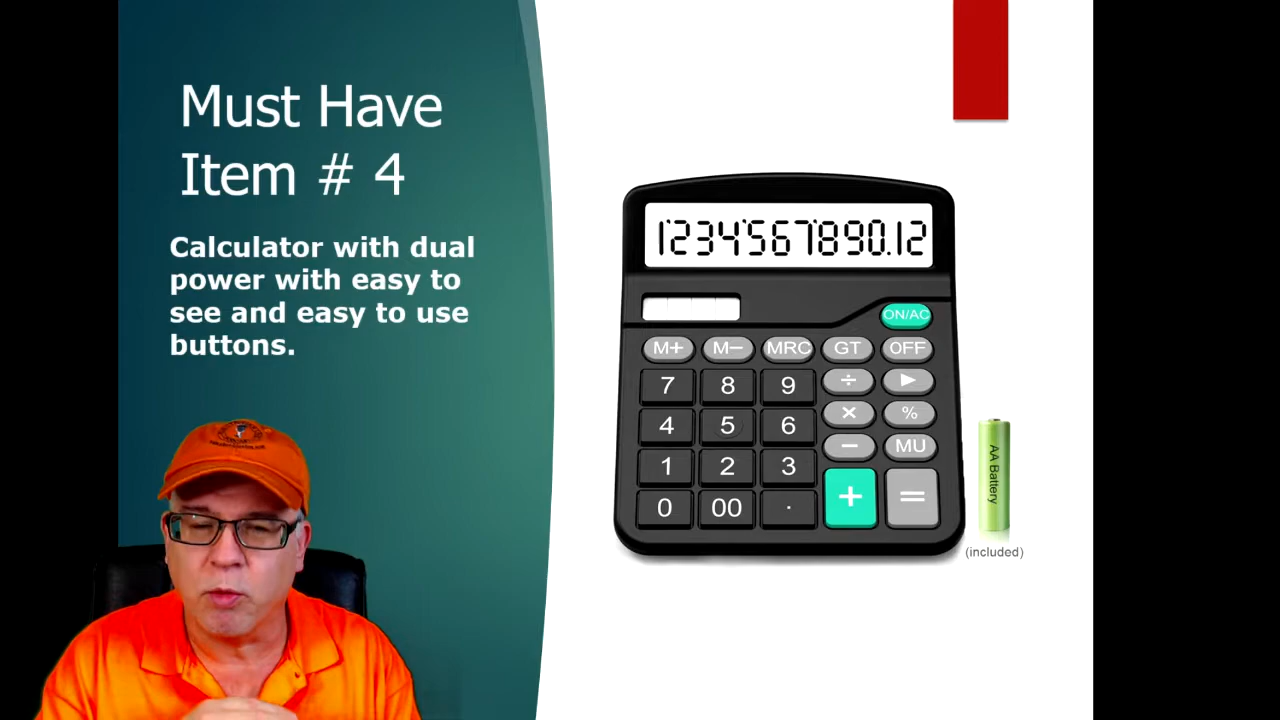 Must Have
Item # 4
Calculator with dual
power with easy to
see and easy to use
buttons.
1234567890.12
ON/AC
M+ M− MRC GT OFF
7 8 9 ÷ ▶
4 5 6 × %
1 2 3 − MU
0 00 . + =
AA Battery
(included)